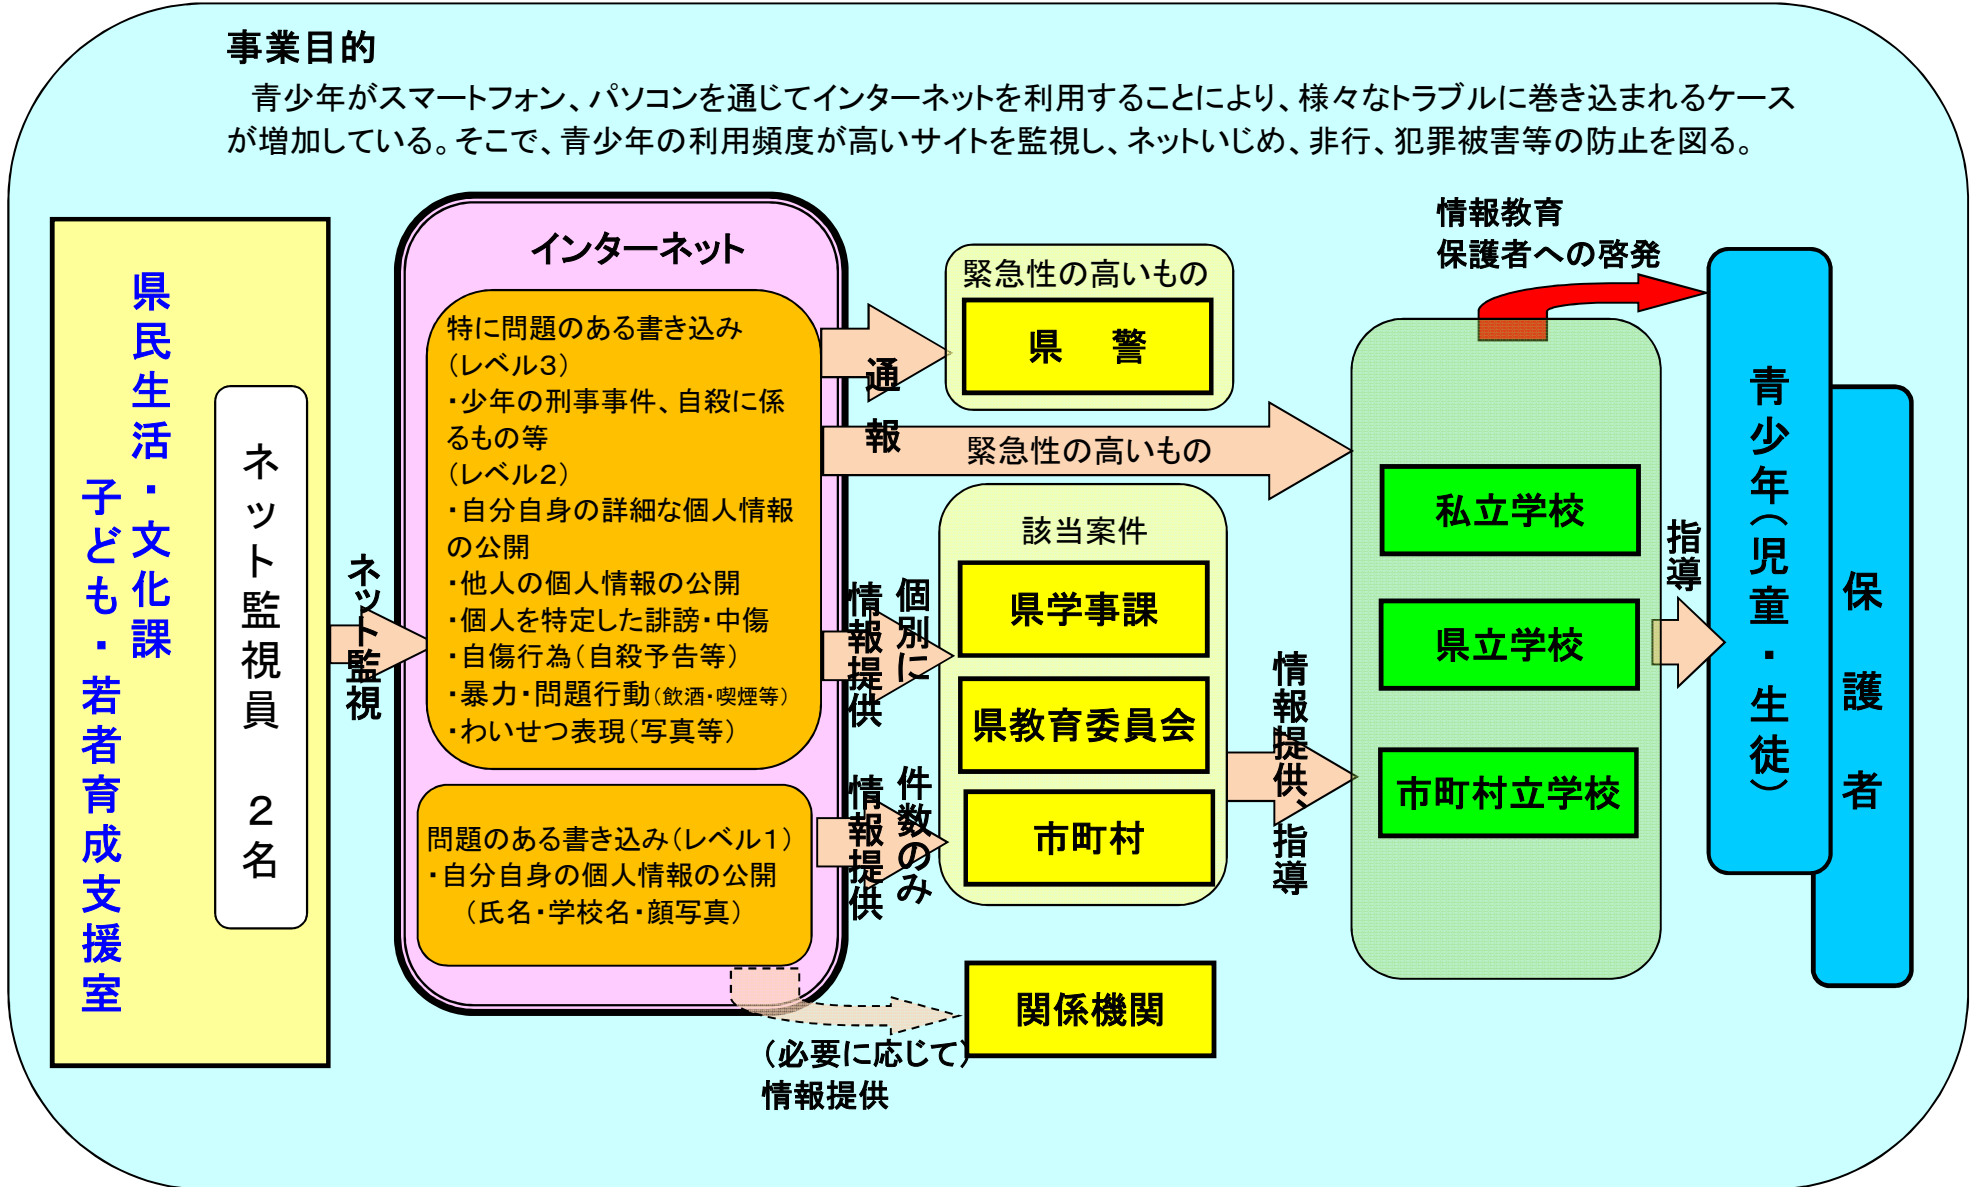 事業目的
青少年がスマートフォン、パソコンを通じてインターネットを利用することにより、様々なトラブルに巻き込まれるケース
が増加している。そこで、青少年の利用頻度が高いサイトを監視し、ネットいじめ、非行、犯罪被害等の防止を図る。
県民生活・文化課
子ども・若者育成支援室
ネット監視員　２名
ネット監視
インターネット
特に問題のある書き込み
(レベル３)
・少年の刑事事件、自殺に係
るもの等
(レベル２)
・自分自身の詳細な個人情報
の公開
・他人の個人情報の公開
・個人を特定した誹謗・中傷
・自傷行為(自殺予告等)
・暴力・問題行動(飲酒・喫煙等)
・わいせつ表現(写真等)
問題のある書き込み(レベル１)
・自分自身の個人情報の公開
(氏名・学校名・顔写真)
通報
緊急性の高いもの
県　警
緊急性の高いもの
個別に
情報提供
件数のみ
情報提供
該当案件
県学事課
県教育委員会
市町村
(必要に応じて)
情報提供
関係機関
情報提供、指導
情報教育
保護者への啓発
私立学校
県立学校
市町村立学校
指導
青少年(児童・生徒)
保護者